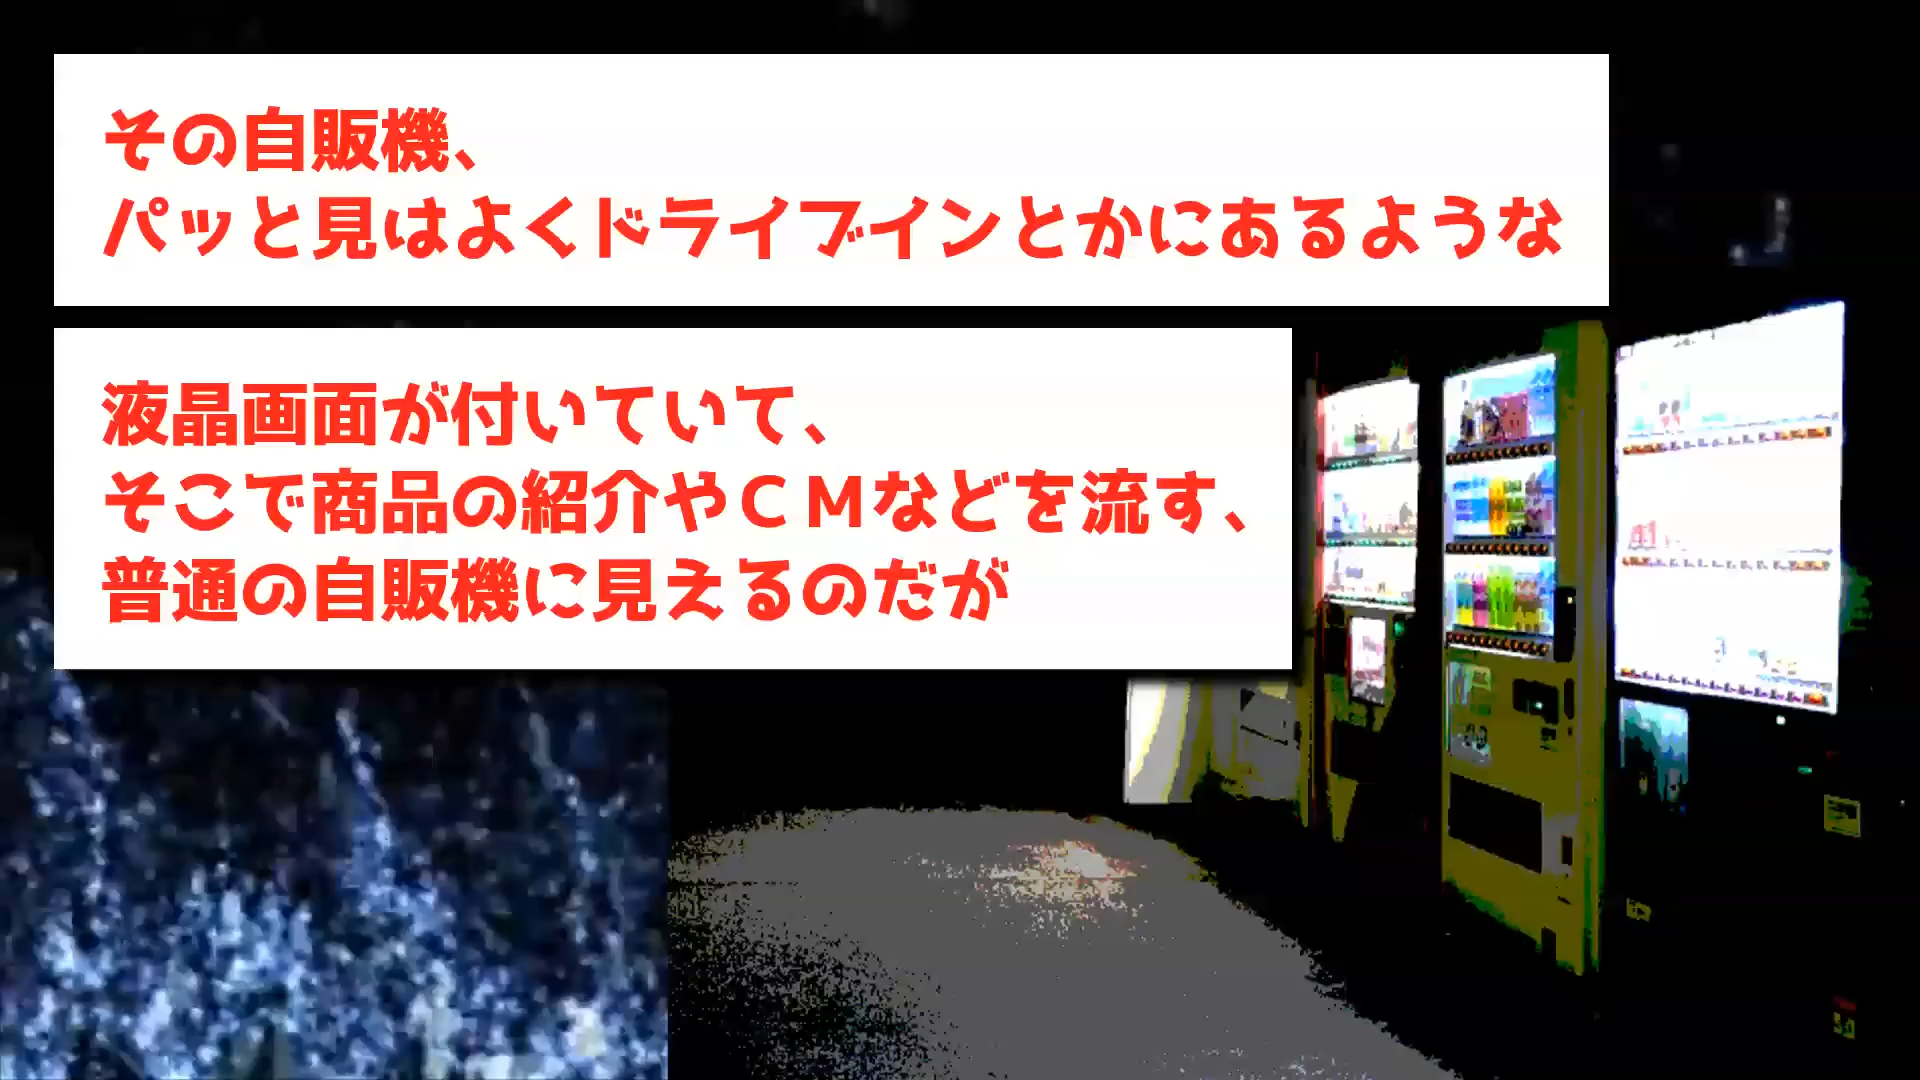 その自販機、
パッと見はよくドライブインとかにあるような
液晶画面が付いていて、
そこで商品の紹介やＣＭなどを流す、
普通の自販機に見えるのだが